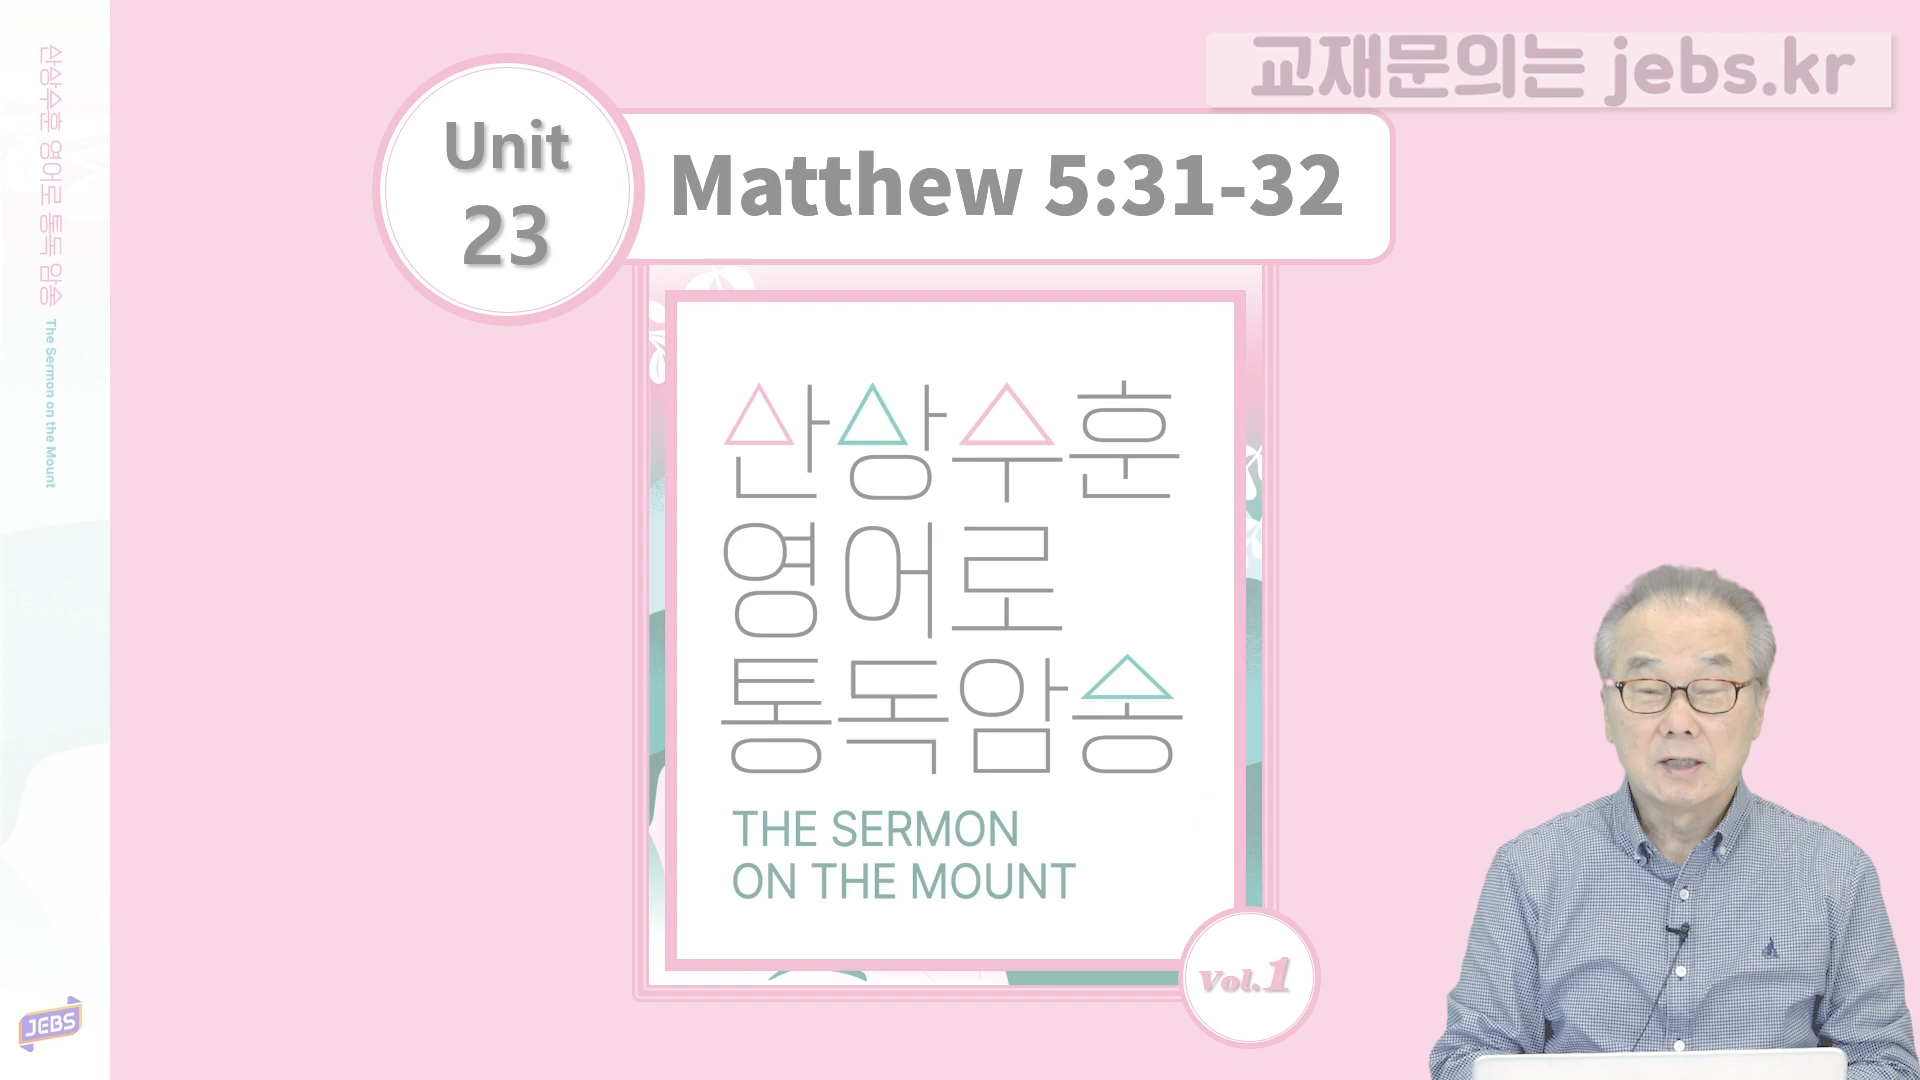 산상수훈 영어로 통독 암송 The Sermon on the Mount
교재문의는 jebs.kr
Unit
23
Matthew 5:31-32
산상수훈
영어로
통독암송
THE SERMON
ON THE MOUNT
Vol.1
JEBS